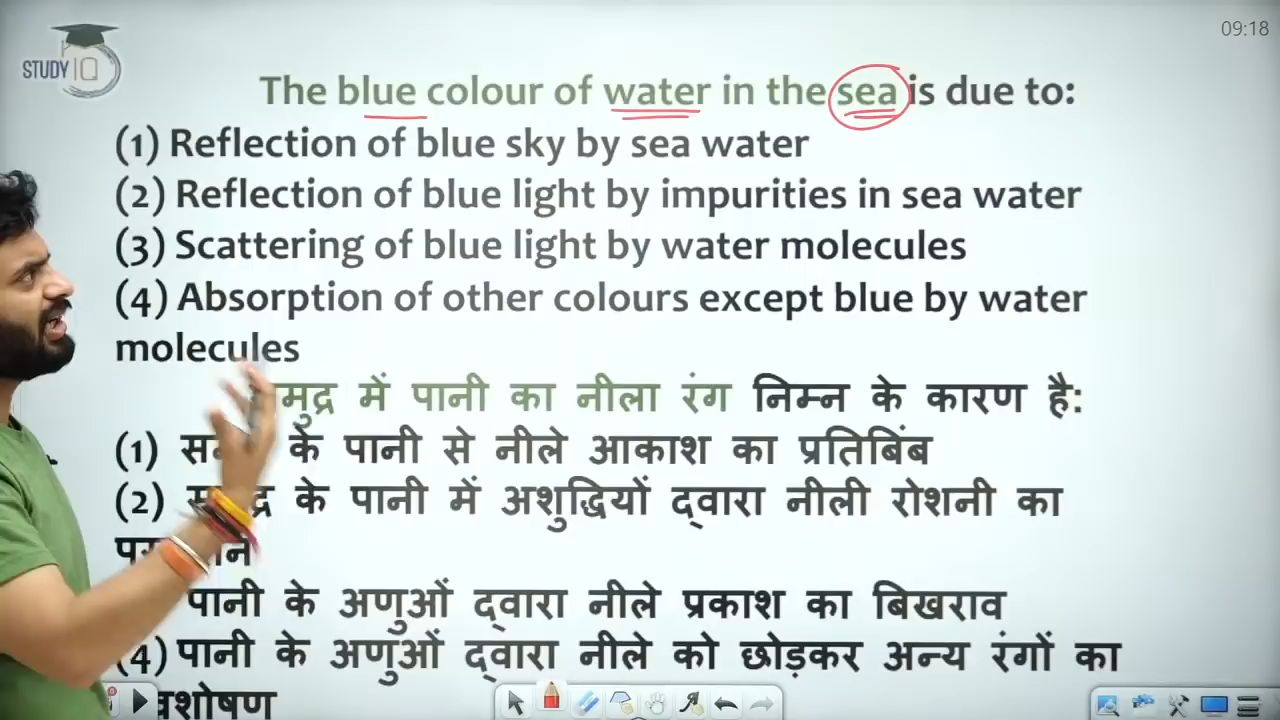 STUDY IQ
09:18
The blue colour of water in the sea is due to:
(1) Reflection of blue sky by sea water
(2) Reflection of blue light by impurities in sea water
(3) Scattering of blue light by water molecules
(4) Absorption of other colours except blue by water
molecules
में पानी का नीला रंग निम्न के कारण है:
(1) के पानी से नीले आकाश का प्रतिबिंब
(2) के पानी में अशुद्धियों द्वारा नीली रोशनी का
पानी के अणुओं द्वारा नीले प्रकाश का बिखराव
(4) पानी के अणुओं द्वारा नीले को छोड़कर अन्य रंगों का